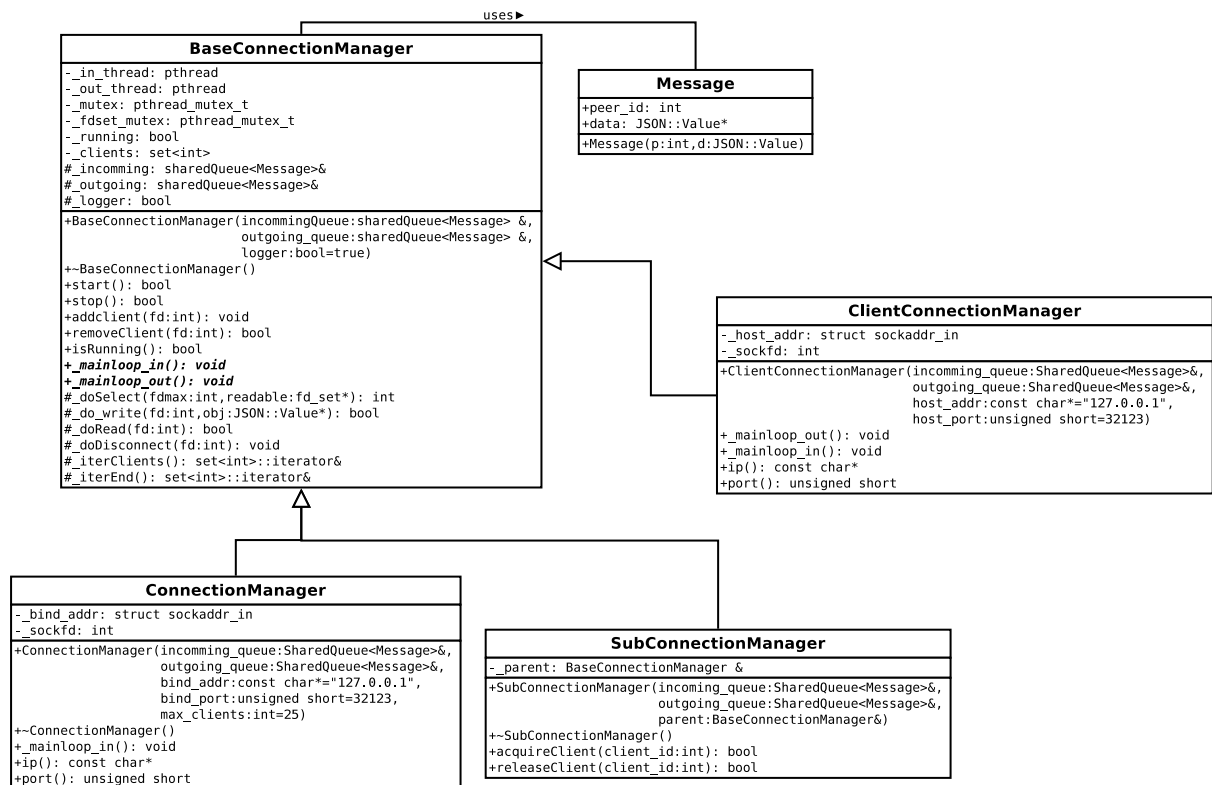 uses►
BaseConnectionManager
-_in_thread: pthread
-_out_thread: pthread
-_mutex: pthread_mutex_t
-_fdset_mutex: pthread_mutex_t
-_running: bool
-_clients: set<int>
#_incomming: sharedQueue<Message>&
#_outgoing: sharedQueue<Message>&
#_logger: bool
+BaseConnectionManager(incommingQueue:sharedQueue<Message> &,
outgoing_queue:sharedQueue<Message> &,
logger:bool=true)
+~BaseConnectionManager()
+start(): bool
+stop(): bool
+addclient(fd:int): void
+removeClient(fd:int): bool
+isRunning(): bool
+_mainloop_in(): void
+_mainloop_out(): void
#_doSelect(fdmax:int,readable:fd_set*): int
#_do_write(fd:int,obj:JSON::Value*): bool
#_doRead(fd:int): bool
#_doDisconnect(fd:int): void
#_iterClients(): set<int>::iterator&
#_iterEnd(): set<int>::iterator&
Message
+peer_id: int
+data: JSON::Value*
+Message(p:int,d:JSON::Value)
ClientConnectionManager
-_host_addr: struct sockaddr_in
-_sockfd: int
+ClientConnectionManager(incomming_queue:SharedQueue<Message>&,
outgoing_queue:SharedQueue<Message>&,
host_addr:const char*="127.0.0.1",
host_port:unsigned short=32123)
+_mainloop_out(): void
+_mainloop_in(): void
+ip(): const char*
+port(): unsigned short
ConnectionManager
-_bind_addr: struct sockaddr_in
-_sockfd: int
+ConnectionManager(incomming_queue:SharedQueue<Message>&,
outgoing_queue:SharedQueue<Message>&,
bind_addr:const char*="127.0.0.1",
bind_port:unsigned short=32123,
max_clients:int=25)
+~ConnectionManager()
+_mainloop_in(): void
+ip(): const char*
+port(): unsigned short
SubConnectionManager
-_parent: BaseConnectionManager &
+SubConnectionManager(incoming_queue:SharedQueue<Message>&,
outgoing_queue:SharedQueue<Message>&,
parent:BaseConnectionManager&)
+~SubConnectionManager()
+acquireClient(client_id:int): bool
+releaseClient(client_id:int): bool